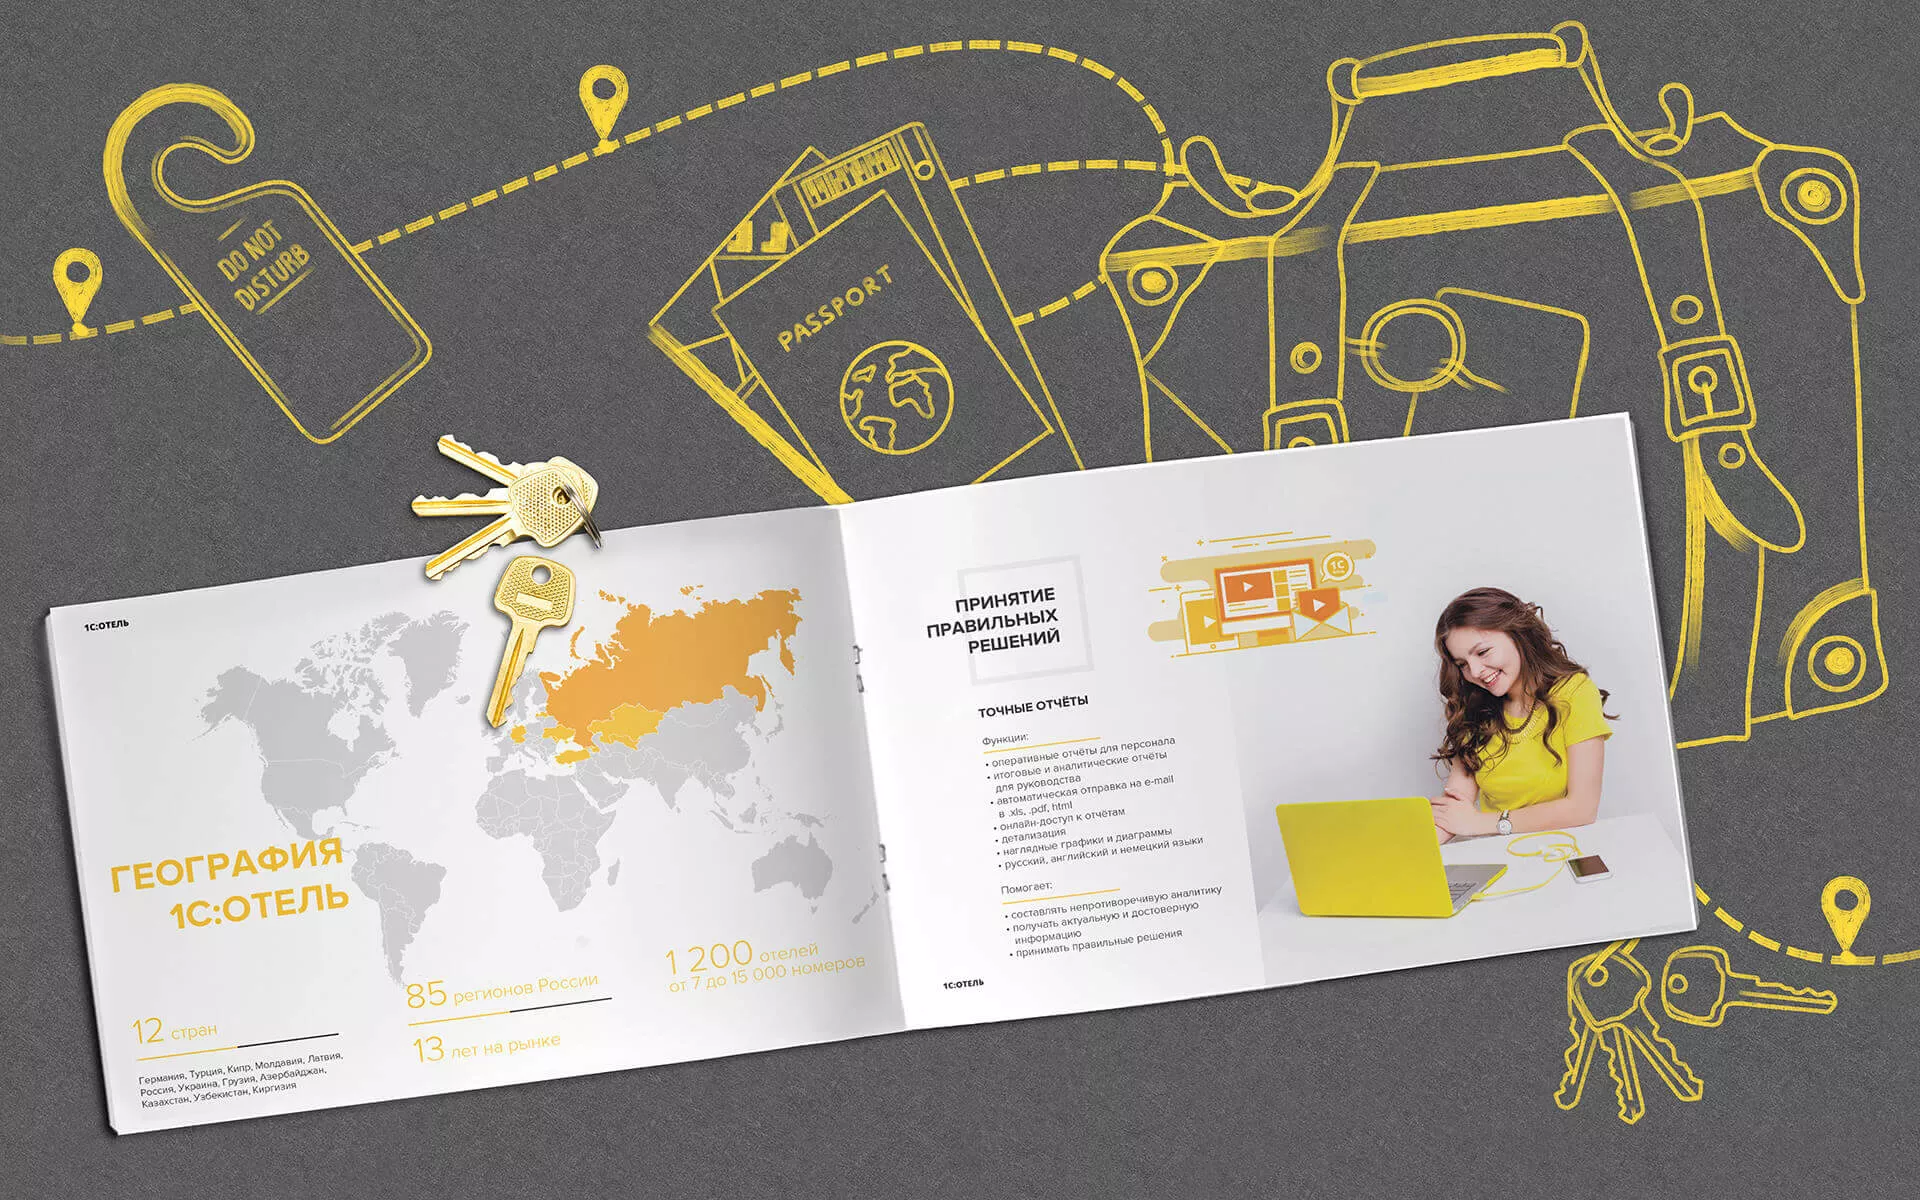 DO NOT
DISTURB
PASSPORT
1С:ОТЕЛЬ
ГЕОГРАФИЯ
1С:ОТЕЛЬ
12 стран
Германия, Турция, Кипр, Молдавия, Латвия,
Россия, Украина, Грузия, Азербайджан,
Казахстан, Узбекистан, Киргизия
85 регионов России
13 лет на рынке
1 200 отелей
от 7 до 15 000 номеров
ПРИНЯТИЕ
ПРАВИЛЬНЫХ
РЕШЕНИЙ
1С
ТОЧНЫЕ ОТЧЁТЫ
Функции:
• оперативные отчёты для персонала
• итоговые и аналитические отчёты
для руководства
• автоматическая отправка на e-mail
в .xls, .pdf, html
• онлайн-доступ к отчётам
• детализация
• наглядные графики и диаграммы
• русский, английский и немецкий языки
Помогает:
• составлять непротиворечивую аналитику
• получать актуальную и достоверную
информацию
• принимать правильные решения
1С:ОТЕЛЬ